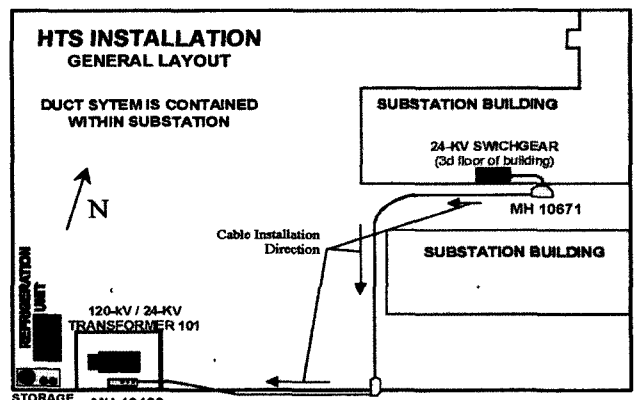 HTS INSTALLATION
GENERAL LAYOUT
DUCT SYTEM IS CONTAINED
WITHIN SUBSTATION
SUBSTATION BUILDING
24-KV SWICHGEAR
(3d floor of building)
MH 10671
N
Cable Installation
Direction
SUBSTATION BUILDING
REFRIGERATION
UNIT
120-kV / 24-KV
TRANSFORMER 101
STORAGE